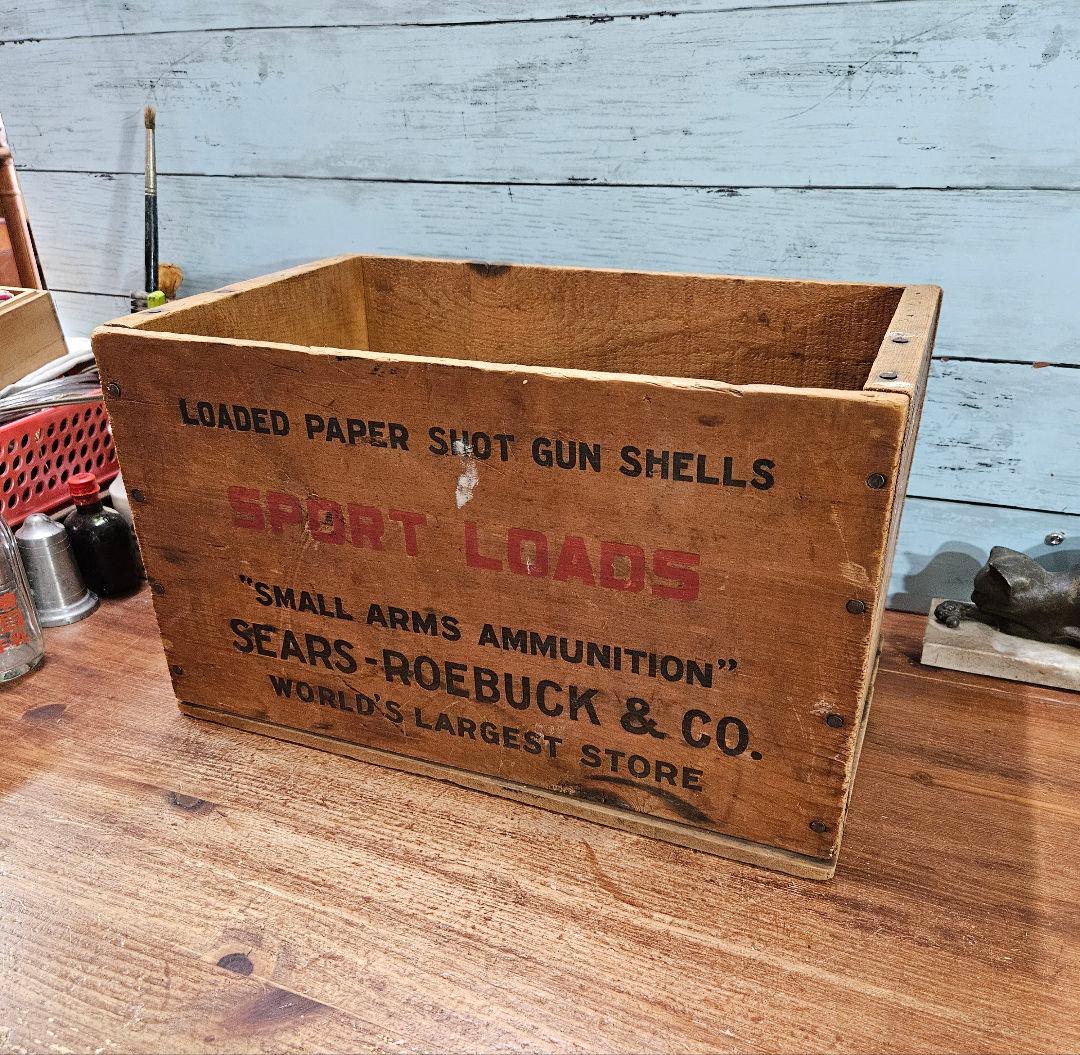 LOADED PAPER SHOT GUN SHELLS
SPORT LOADS
"SMALL ARMS AMMUNITION"
SEARS-ROEBUCK & CO.
WORLD'S LARGEST STORE